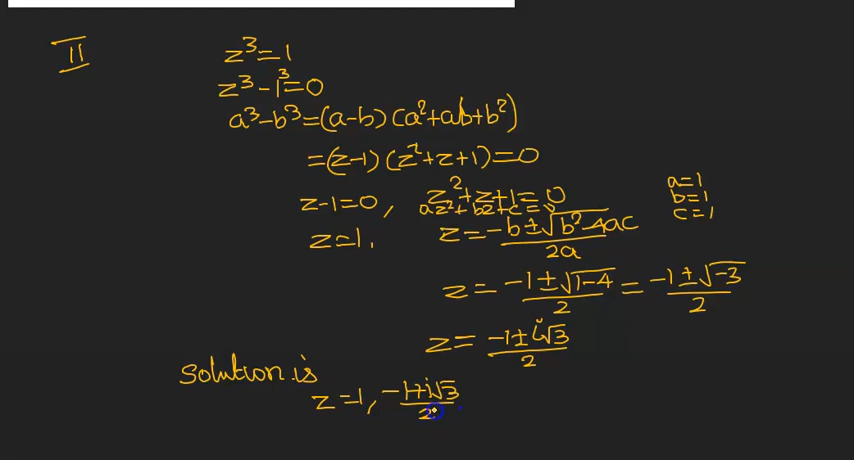 II
z³=1
z³-1³=0
a³-b³=(a-b)(a²+ab+b²)
=(z-1)(z²+z+1)=0
z-1=0, z²+z+1=0
az²+bz+c=0
a=1
b=1
c=1
z=1, z=(-b±√(b²-4ac))/2a
z=(-1±√(1-4))/2=(-1±√-3)/2
z=(-1±i√3)/2
Solution is
z=1, (-1+i√3)/2